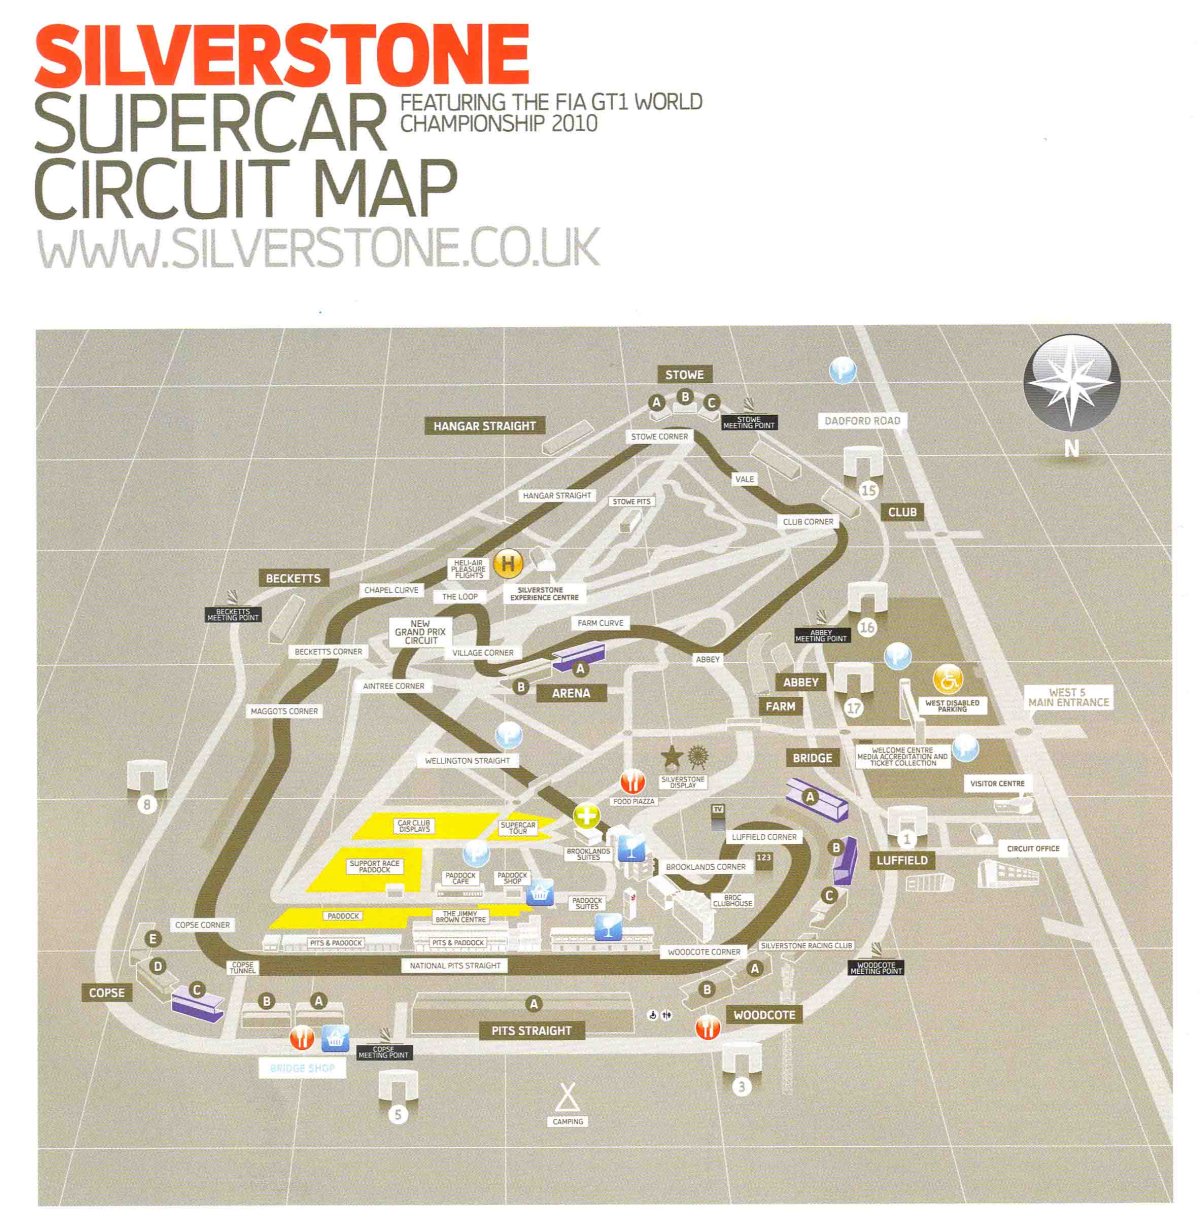 SILVERSTONE
SUPERCAR
FEATURING THE FIA GT1 WORLD
CHAMPIONSHIP 2010
CIRCUIT MAP
WWW.SILVERSTONE.CO.UK
STOWE
P
A
B
C
STOWE
MEETING POINT
DADFORD ROAD
N
HANGAR STRAIGHT
STOWE CORNER
VALE
15
HANGAR STRAIGHT
STOWE PITS
CLUB CORNER
CLUB
HELI-AIR
PLEASURE
FLIGHTS
H
BECKETTS
CHAPEL CURVE
THE LOOP
SILVERSTONE
EXPERIENCE CENTRE
BECKETTS
MEETING POINT
NEW
GRAND PRIX
CIRCUIT
FARM CURVE
ABBEY
MEETING POINT
16
BECKETTS CORNER
VILLAGE CORNER
ABBEY
P
A
B
ARENA
AINTREE CORNER
ABBEY
FARM
17
WEST DISABLED
PARKING
WEST 5
MAIN ENTRANCE
MAGGOTS CORNER
P
WELLINGTON STRAIGHT
SILVERSTONE
DISPLAY
BRIDGE
WELCOME CENTRE
MEDIA ACCREDITATION AND
TICKET COLLECTION
P
VISITOR CENTRE
8
FOOD PIAZZA
A
TV
CAR CLUB
DISPLAYS
SUPERCAR
TOUR
LUFFIELD CORNER
1
B
CIRCUIT OFFICE
LUFFIELD
SUPPORT RACE
PADDOCK
P
BROOKLANDS
SUITES
BROOKLANDS CORNER
123
PADDOCK
CAFE
PADDOCK
SHOP
C
PADDOCK
SUITES
BRDC
CLUBHOUSE
PADDOCK
THE JIMMY
BROWN CENTRE
COPSE CORNER
PITS & PADDOCK
PITS & PADDOCK
WOODCOTE CORNER
SILVERSTONE RACING CLUB
E
D
COPSE
TUNNEL
NATIONAL PITS STRAIGHT
A
WOODCOTE
MEETING POINT
COPSE
C
B
A
A
B
PITS STRAIGHT
WOODCOTE
BRIDGE SHOP
COPSE
MEETING POINT
5
3
CAMPING